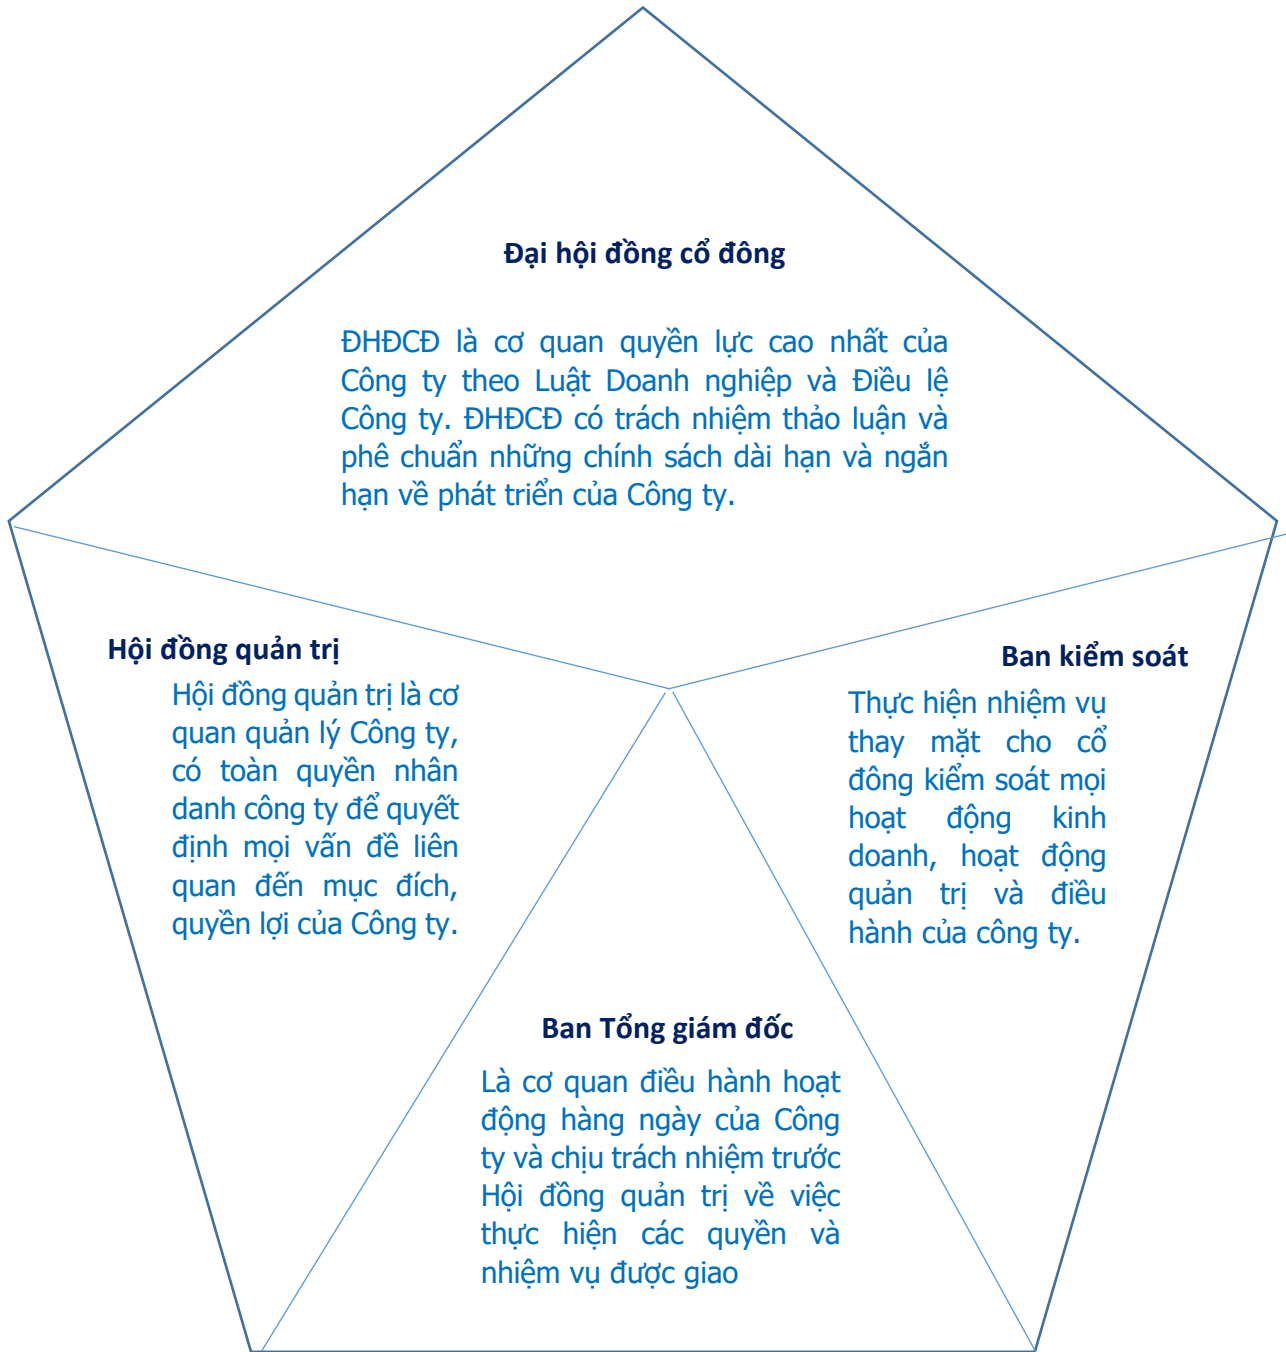 Đại hội đồng cổ đông
ĐHĐCĐ là cơ quan quyền lực cao nhất của
Công ty theo Luật Doanh nghiệp và Điều lệ
Công ty. ĐHĐCĐ có trách nhiệm thảo luận và
phê chuẩn những chính sách dài hạn và ngắn
hạn về phát triển của Công ty.
Hội đồng quản trị
Hội đồng quản trị là cơ
quan quản lý Công ty,
có toàn quyền nhân
danh công ty để quyết
định mọi vấn đề liên
quan đến mục đích,
quyền lợi của Công ty.
Ban kiểm soát
Thực hiện nhiệm vụ
thay mặt cho cổ
đông kiểm soát mọi
hoạt động kinh
doanh, hoạt động
quản trị và điều
hành của công ty.
Ban Tổng giám đốc
Là cơ quan điều hành hoạt
động hàng ngày của Công
ty và chịu trách nhiệm trước
Hội đồng quản trị về việc
thực hiện các quyền và
nhiệm vụ được giao